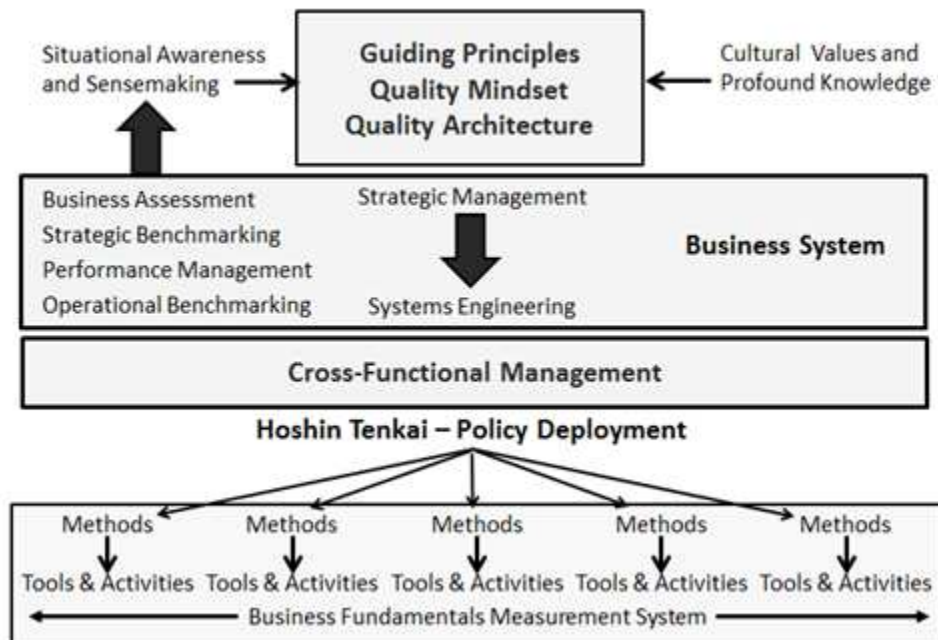 Situational Awareness
and Sensemaking
Guiding Principles
Quality Mindset
Quality Architecture
Cultural Values and
Profound Knowledge
Business Assessment
Strategic Benchmarking
Performance Management
Operational Benchmarking
Strategic Management
Systems Engineering
Business System
Cross-Functional Management
Hoshin Tenkai – Policy Deployment
Methods Methods Methods Methods Methods
Tools & Activities Tools & Activities Tools & Activities Tools & Activities Tools & Activities
Business Fundamentals Measurement System